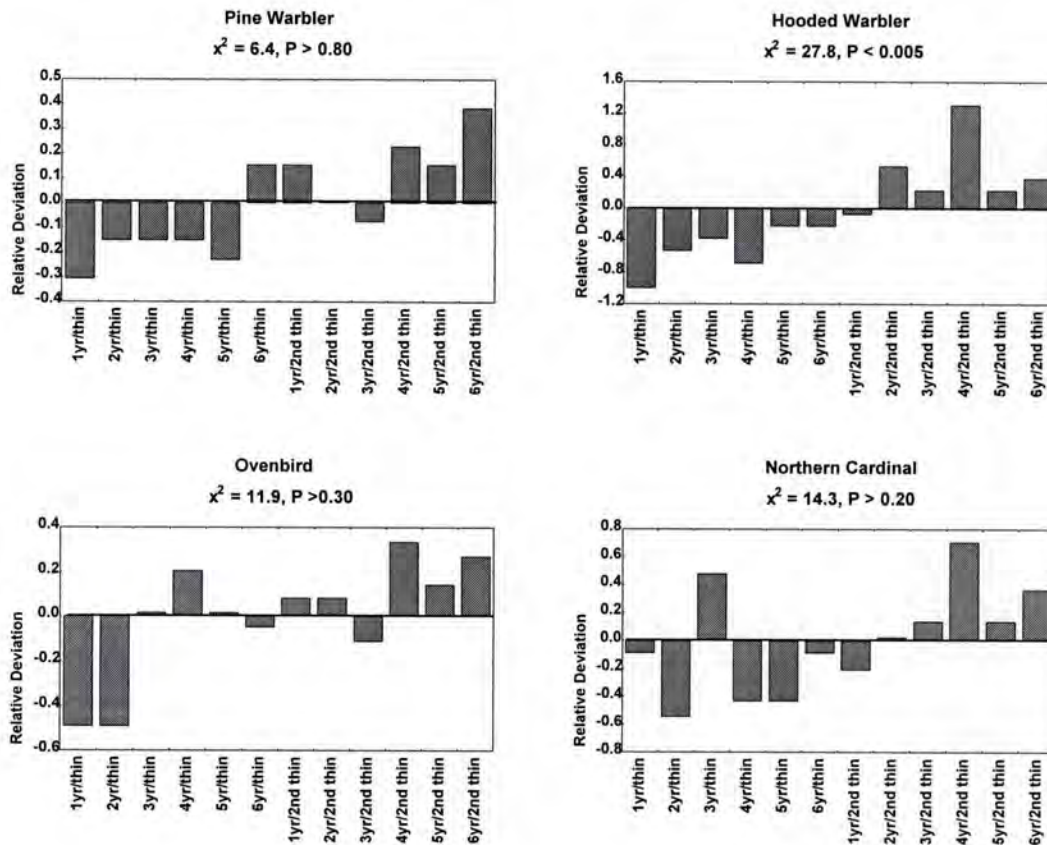 Pine Warbler
x² = 6.4, P > 0.80
Relative Deviation
0.5
0.4
0.3
0.2
0.1
0.0
-0.1
-0.2
-0.3
-0.4
1yr/thin
2yr/thin
3yr/thin
4yr/thin
5yr/thin
6yr/thin
1yr/2nd thin
2yr/2nd thin
3yr/2nd thin
4yr/2nd thin
5yr/2nd thin
6yr/2nd thin
Hooded Warbler
x² = 27.8, P < 0.005
Relative Deviation
1.6
1.2
0.8
0.4
0.0
-0.4
-0.8
-1.2
1yr/thin
2yr/thin
3yr/thin
4yr/thin
5yr/thin
6yr/thin
1yr/2nd thin
2yr/2nd thin
3yr/2nd thin
4yr/2nd thin
5yr/2nd thin
6yr/2nd thin
Ovenbird
x² = 11.9, P >0.30
Relative Deviation
0.4
0.2
0.0
-0.2
-0.4
-0.6
1yr/thin
2yr/thin
3yr/thin
4yr/thin
5yr/thin
6yr/thin
1yr/2nd thin
2yr/2nd thin
3yr/2nd thin
4yr/2nd thin
5yr/2nd thin
6yr/2nd thin
Northern Cardinal
x² = 14.3, P > 0.20
Relative Deviation
0.8
0.6
0.4
0.2
0.0
-0.2
-0.4
-0.6
-0.8
1yr/thin
2yr/thin
3yr/thin
4yr/thin
5yr/thin
6yr/thin
1yr/2nd thin
2yr/2nd thin
3yr/2nd thin
4yr/2nd thin
5yr/2nd thin
6yr/2nd thin